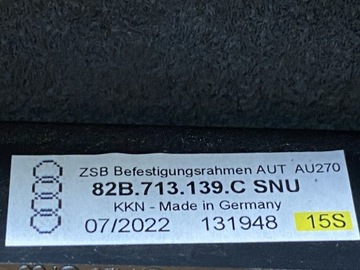 ZSB Befestigungsrahmen AUT AU270
82B.713.139.C SNU
KKN - Made in Germany
07/2022 131948 15S